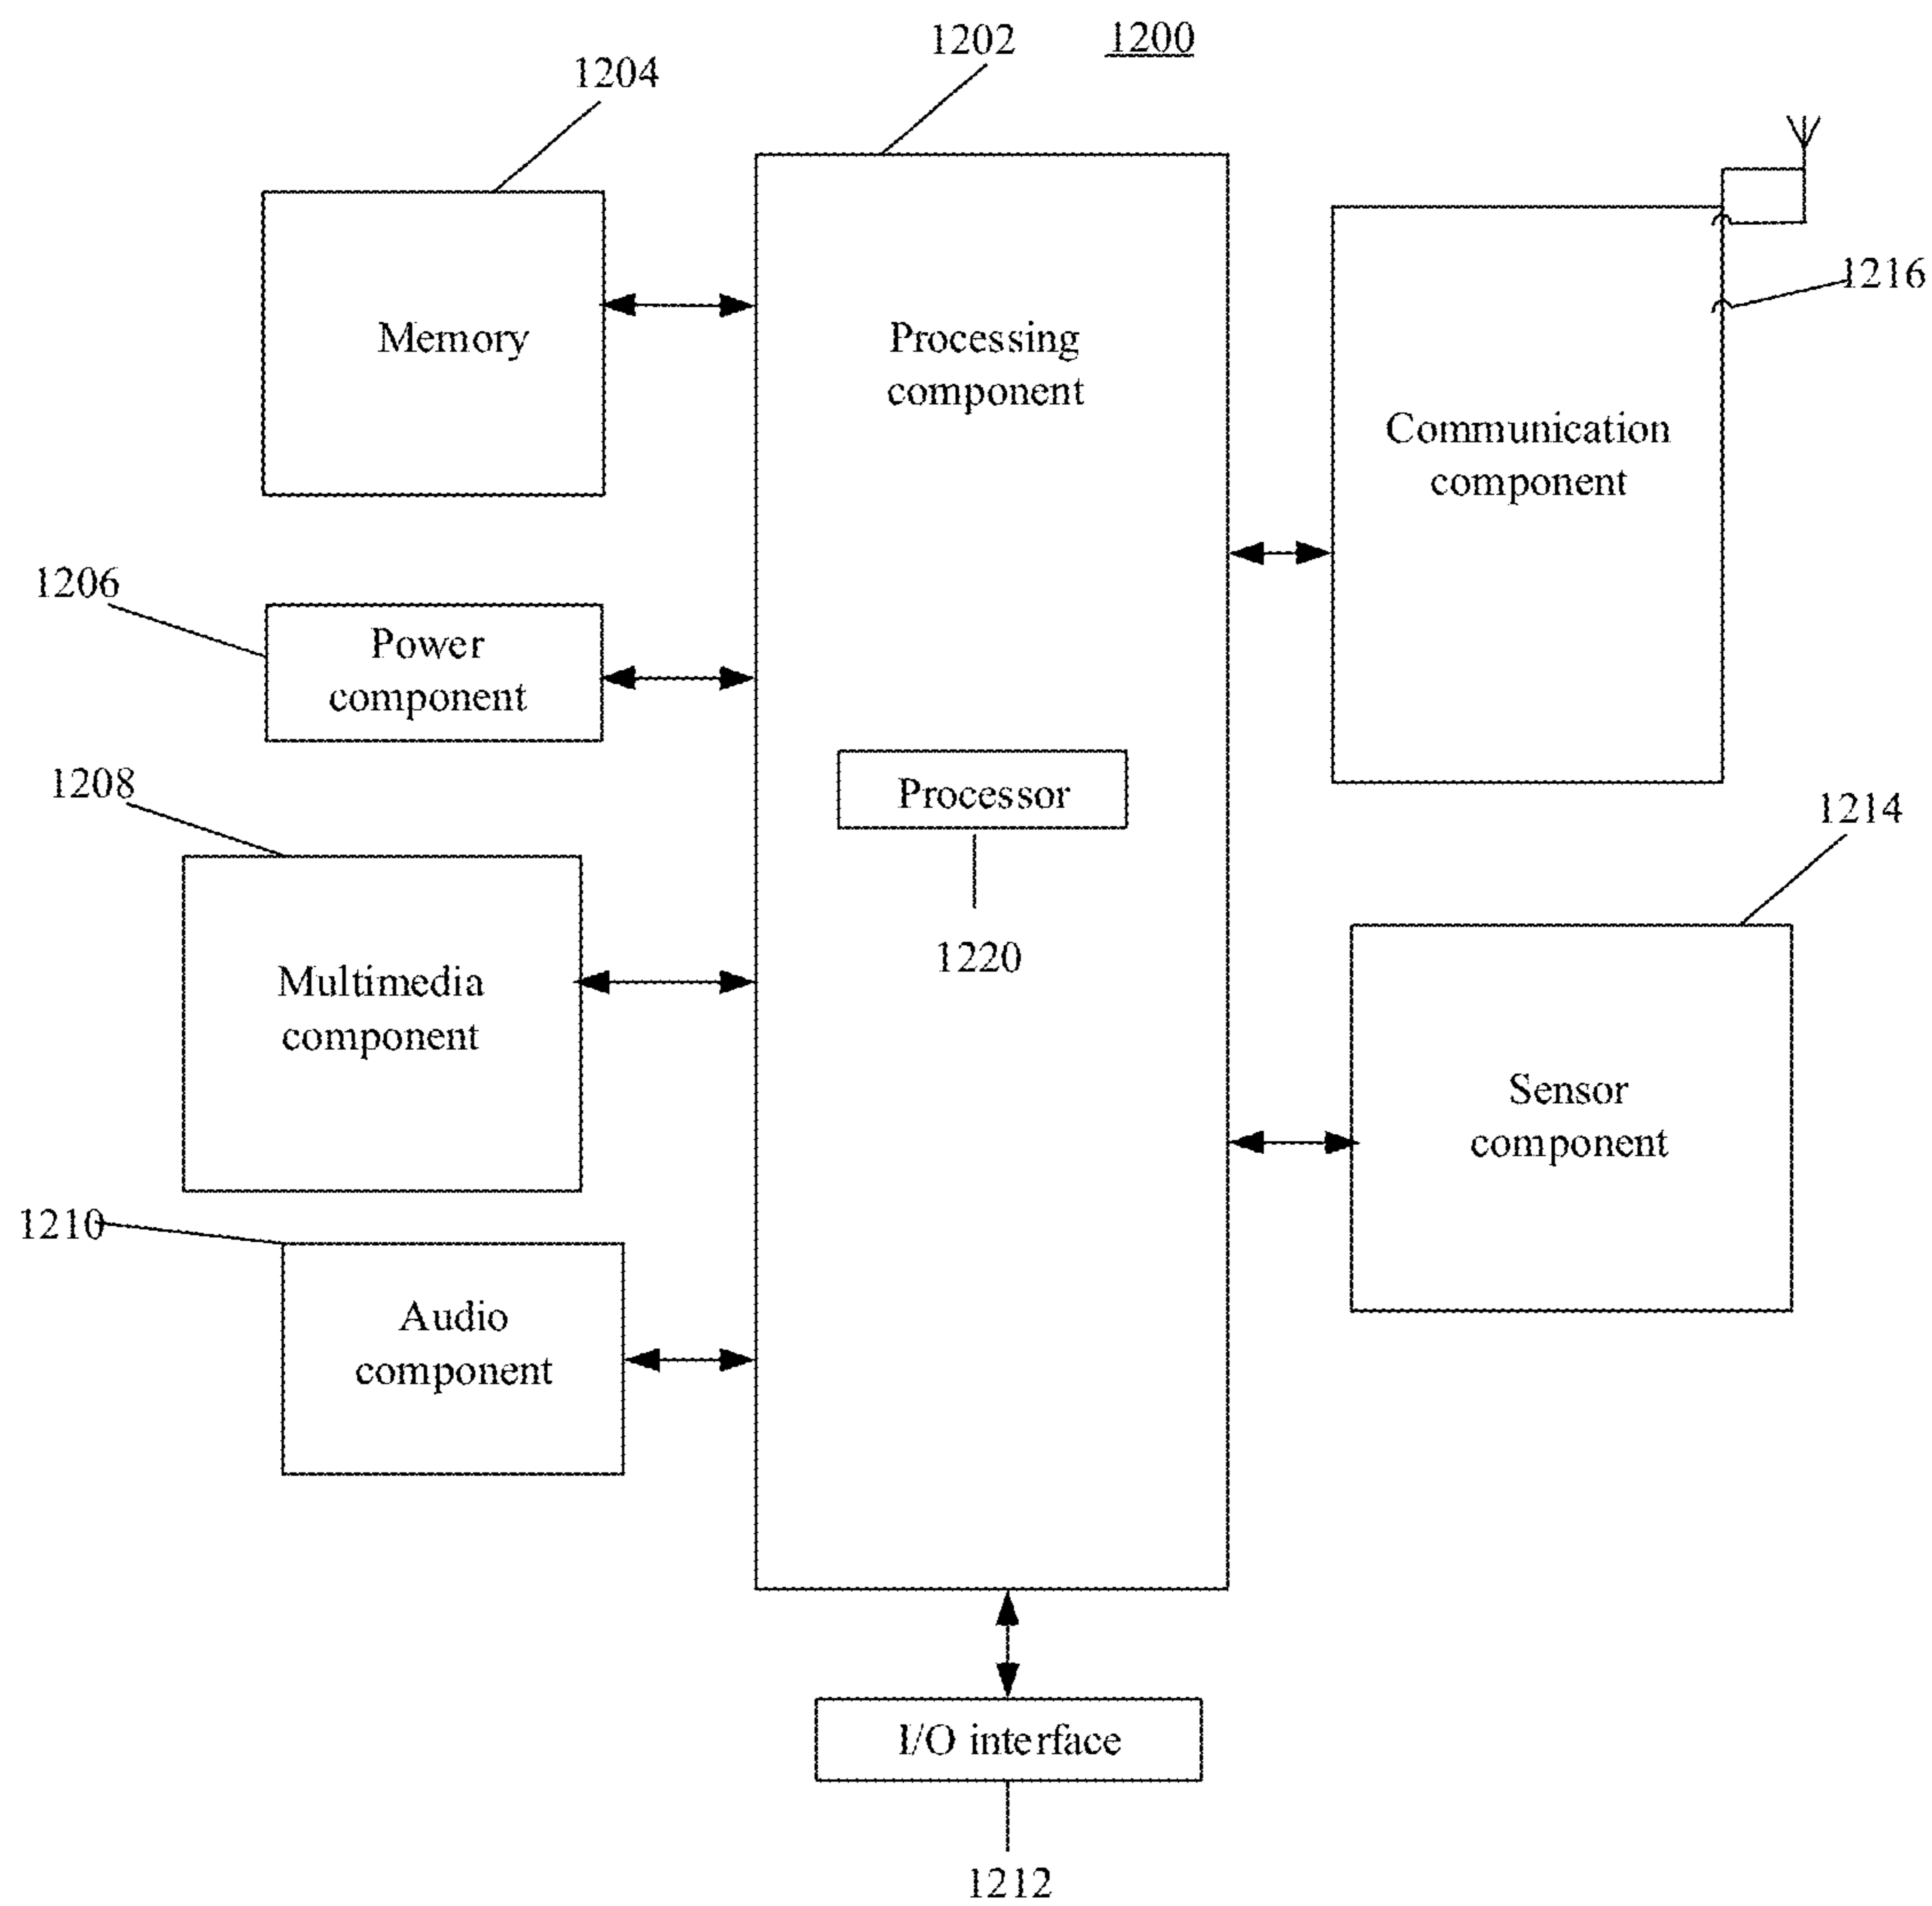 1202
1200
1204
1216
Memory
Processing
component
Communication
component
1206
Power
component
1208
Processor
1214
1220
Multimedia
component
Sensor
component
1210
Audio
component
I/O interface
1212